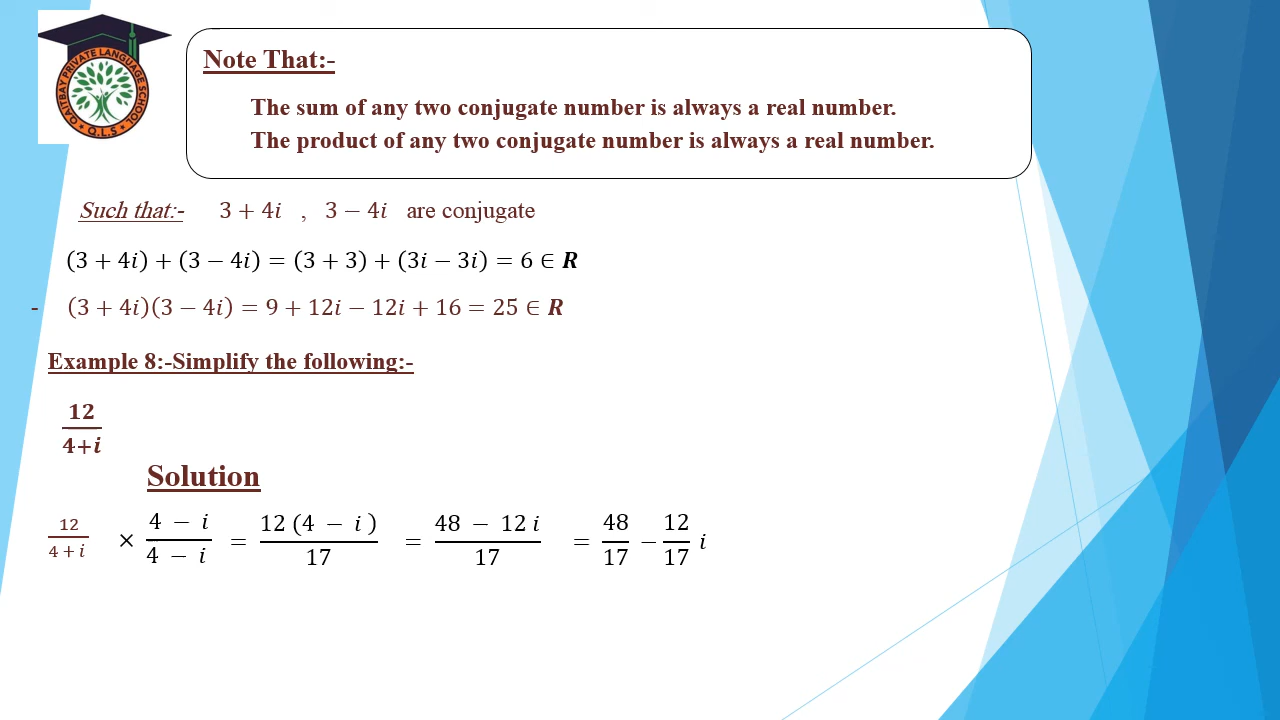 QAITBAY PRIVATE LANGUAGE SCHOOL
Q.L.S
Note That:-
The sum of any two conjugate number is always a real number.
The product of any two conjugate number is always a real number.
Such that:- 3 + 4i , 3 − 4i are conjugate
(3 + 4i) + (3 − 4i) = (3 + 3) + (3i − 3i) = 6 ∈ R
- (3 + 4i)(3 − 4i) = 9 + 12i − 12i + 16 = 25 ∈ R
Example 8:-Simplify the following:-
12
4+i
Solution
12/4 + i × 4 − i/4 − i = 12 (4 − i )/17 = 48 − 12 i/17 = 48/17 − 12/17 i